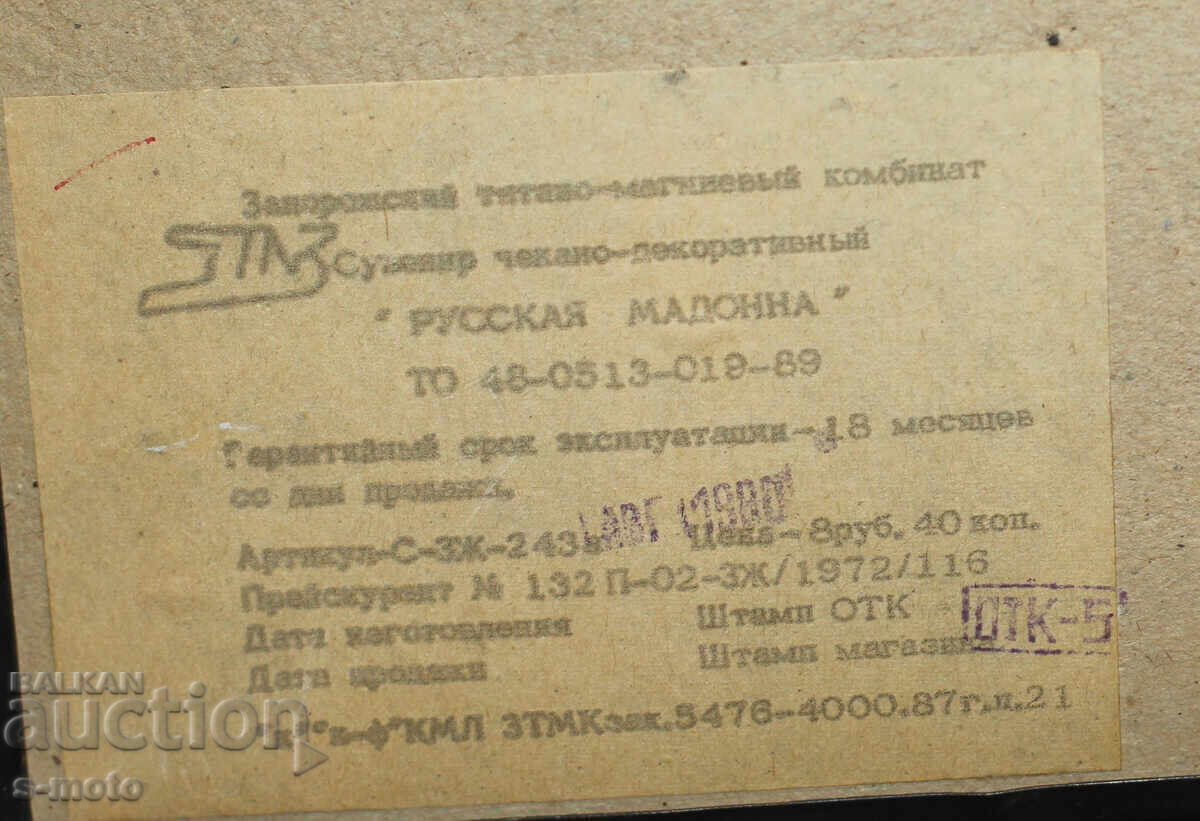 Запорожский титано-магниевый комбинат
Сувенир чекано-декоративный
"РУССКАЯ МАДОННА"
ТО 48-0513-019-89
Гарантийный срок эксплуатации-18 месяцев
со дня продажи.
Артикул-С-ЗЖ-243 Цена-8руб.40 коп.
АВГ
Прейскурант № 132 П-02-ЗЖ/1972/116
Дата изготовления Штамп ОТК
ОТК-5
Дата продажи Штамп магазина
КМЛ ЗТМКзак.5476-4000.87г.п.21
BALKAN
auction
s-moto